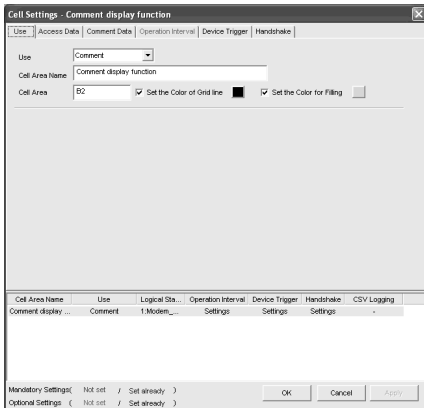 Cell Settings - Comment display function
Use Access Data Comment Data Operation Interval Device Trigger Handshake
Use Comment
Cell Area Name Comment display function
Cell Area B2 Set the Color of Grid line Set the Color for Filling
Cell Area Name Use Logical Sta... Operation Interval Device Trigger Handshake CSV Logging
Comment display ... Comment 1:Modem_... Settings Settings Settings -
Mandatory Settings( Not set / Set already ) OK Cancel Apply
Optional Settings ( Not set / Set already )